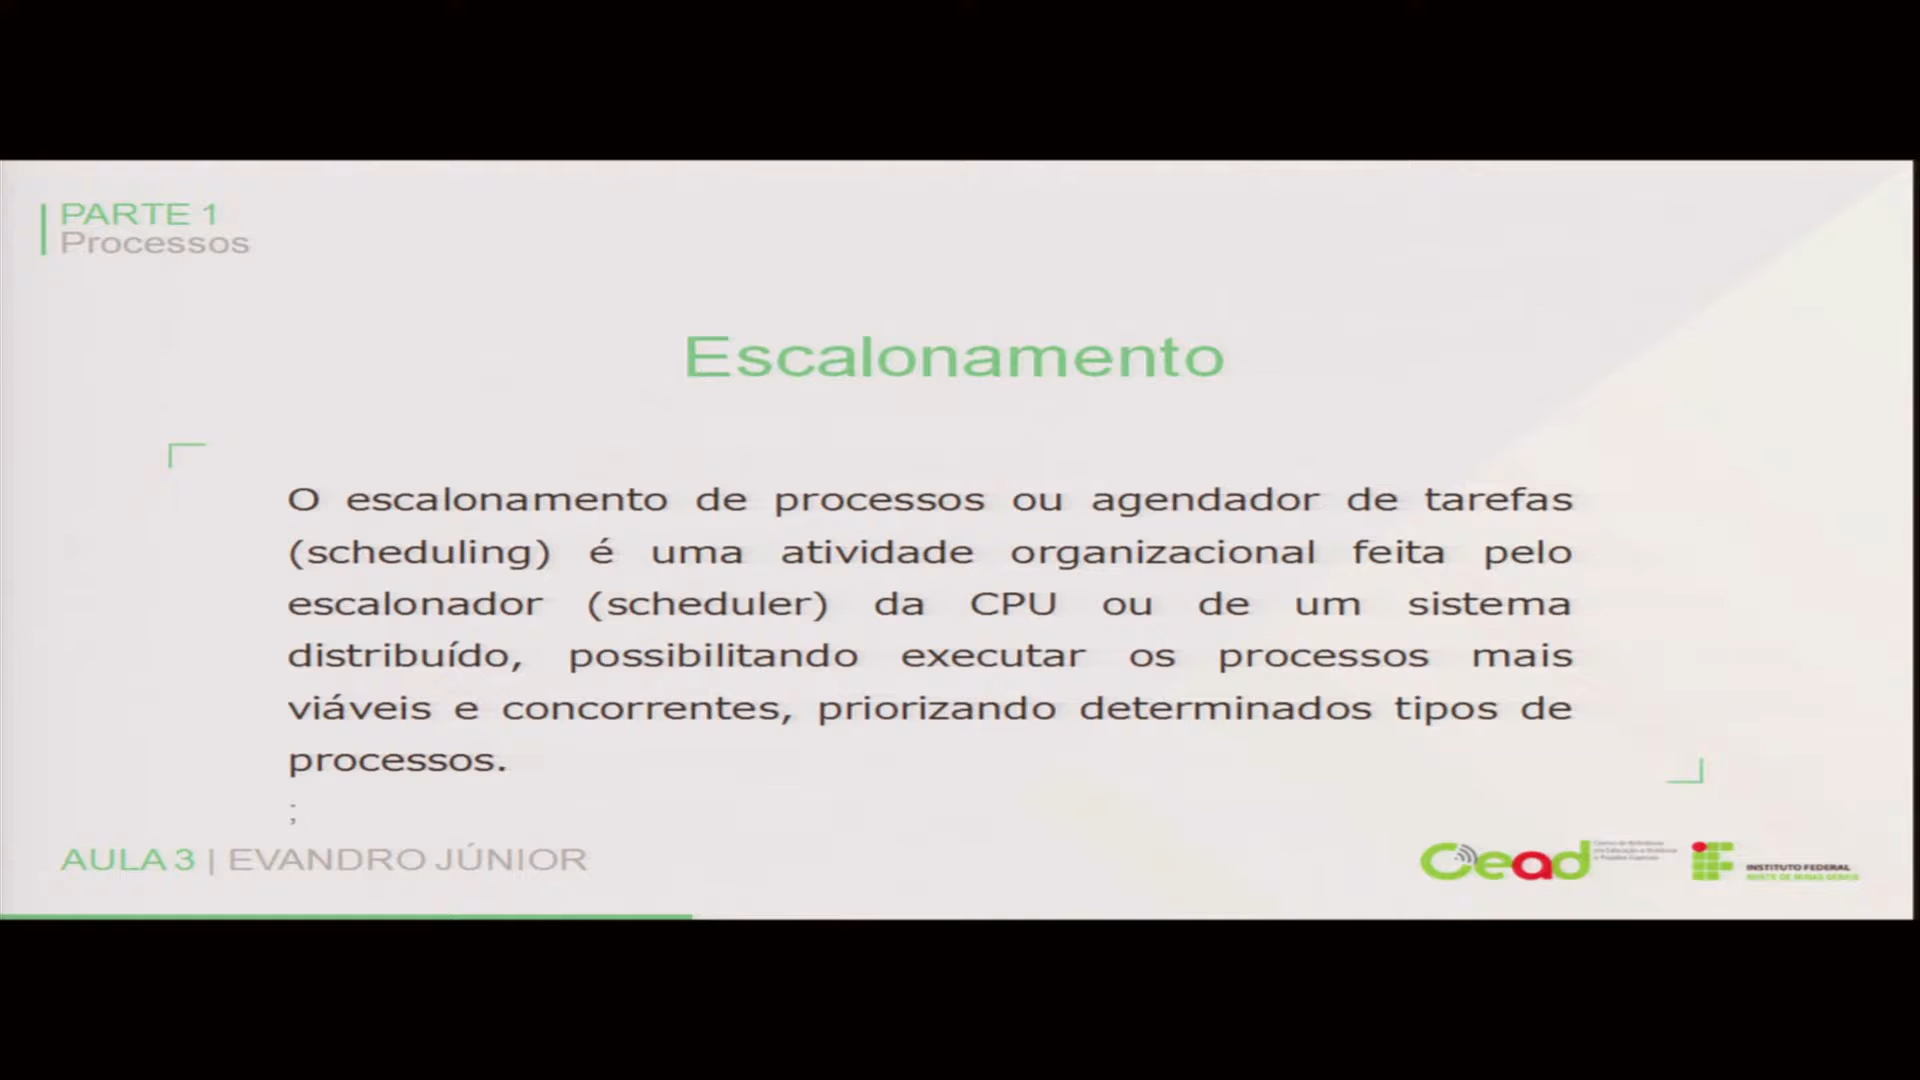 PARTE 1
Processos
Escalonamento
O escalonamento de processos ou agendador de tarefas
(scheduling) é uma atividade organizacional feita pelo
escalonador (scheduler) da CPU ou de um sistema
distribuído, possibilitando executar os processos mais
viáveis e concorrentes, priorizando determinados tipos de
processos.
;
AULA 3 | EVANDRO JÚNIOR
Cead
INSTITUTO FEDERAL
NORTE DE MINAS GERAIS